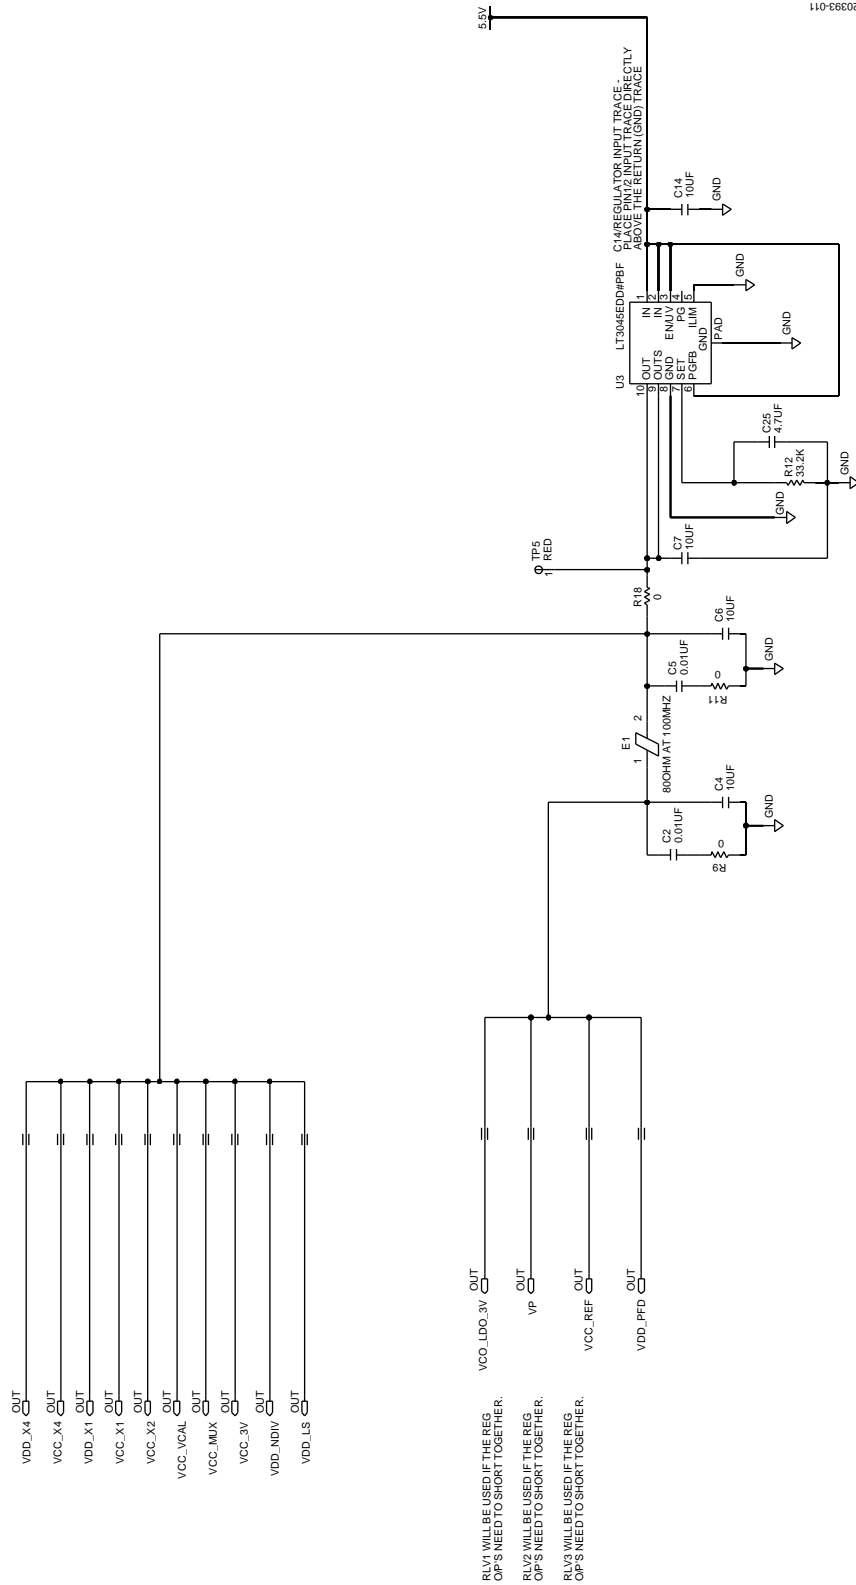 20393-011
5.5V
C14/REGULATOR INPUT TRACE -
PLACE PIN1/2 INPUT TRACE DIRECTLY
ABOVE THE RETURN (GND) TRACE
C14
10UF
GND
LT3045EDD#PBF
U3
1
2
3
4
5
IN
IN
EN/UV
PG
ILIM
GND
PAD
OUT
OUTS
GND
SET
PGFB
10
9
8
7
6
GND
GND
C25
4.7UF
R12
33.2K
GND
GND
C7
10UF
TP5
RED
1
R18
0
C6
10UF
C5
0.01UF
R11
0
GND
E1
1
2
80OHM AT 100MHZ
C4
10UF
C2
0.01UF
R9
0
GND
OUT
VDD_X4
OUT
VCC_X4
OUT
VDD_X1
OUT
VCC_X1
OUT
VCC_X2
OUT
VCC_VCAL
OUT
VCC_MUX
OUT
VCC_3V
OUT
VDD_NDIV
OUT
VDD_LS
OUT
VCO_LDO_3V
OUT
VP
OUT
VCC_REF
OUT
VDD_PFD
RLV1 WILL BE USED IF THE REG
O/P'S NEED TO SHORT TOGETHER.
RLV2 WILL BE USED IF THE REG
O/P'S NEED TO SHORT TOGETHER.
RLV3 WILL BE USED IF THE REG
O/P'S NEED TO SHORT TOGETHER.